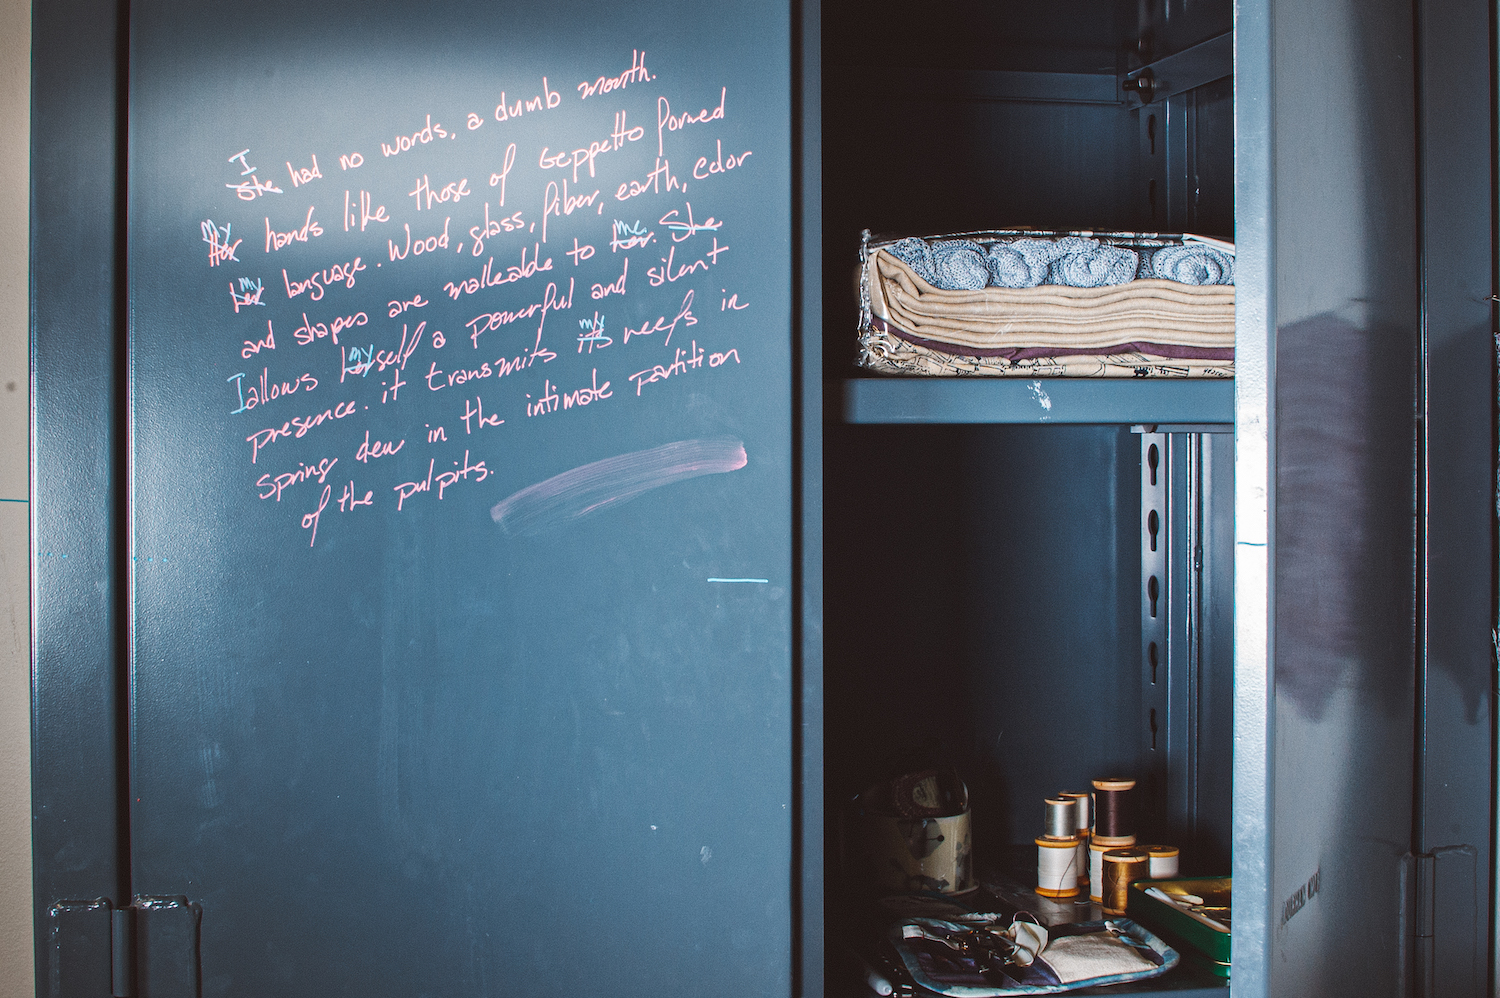 I She had no words, a dumb mouth.
my Her hands like those of Geppetto formed
my her language. Wood, glass, fiber, earth, color
and shapes are malleable to me her. She
I allows my herself a powerful and silent
presence. it transmits my its in
Spring dew in the intimate partition
of the pulpits.